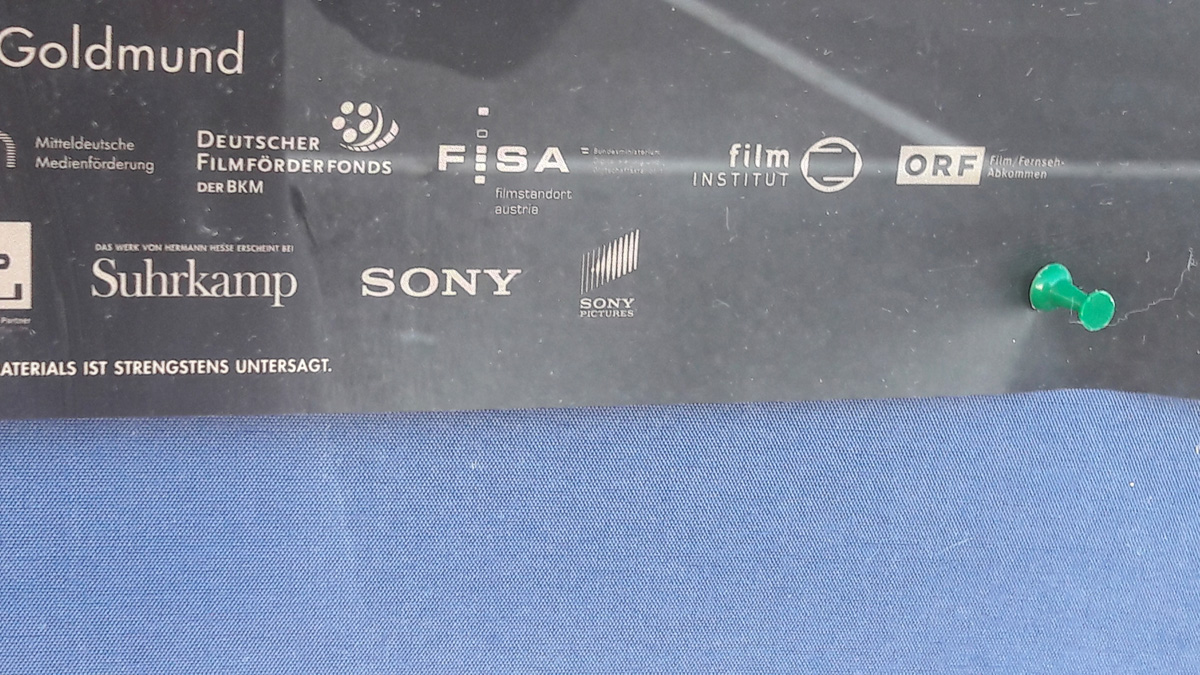 Goldmund
Mitteldeutsche
Medienförderung
DEUTSCHER
FILMFÖRDERFONDS
DER BKM
FISA
filmstandort
austria
Bundesministerium
film
INSTITUT
ORF
Film/Fernseh-
Abkommen
Partner
DAS WERK VON HERMANN HESSE ERSCHEINT BEI
Suhrkamp
SONY
SONY
PICTURES
ATERIALS IST STRENGSTENS UNTERSAGT.